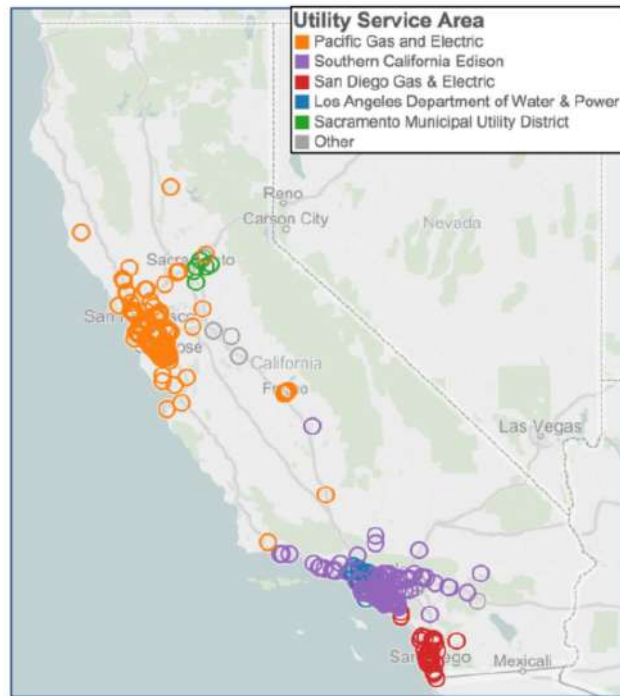 Utility Service Area
Pacific Gas and Electric
Southern California Edison
San Diego Gas & Electric
Los Angeles Department of Water & Power
Sacramento Municipal Utility District
Other
Reno
Carson City
Nevada
California
Las Vegas
Mexicali